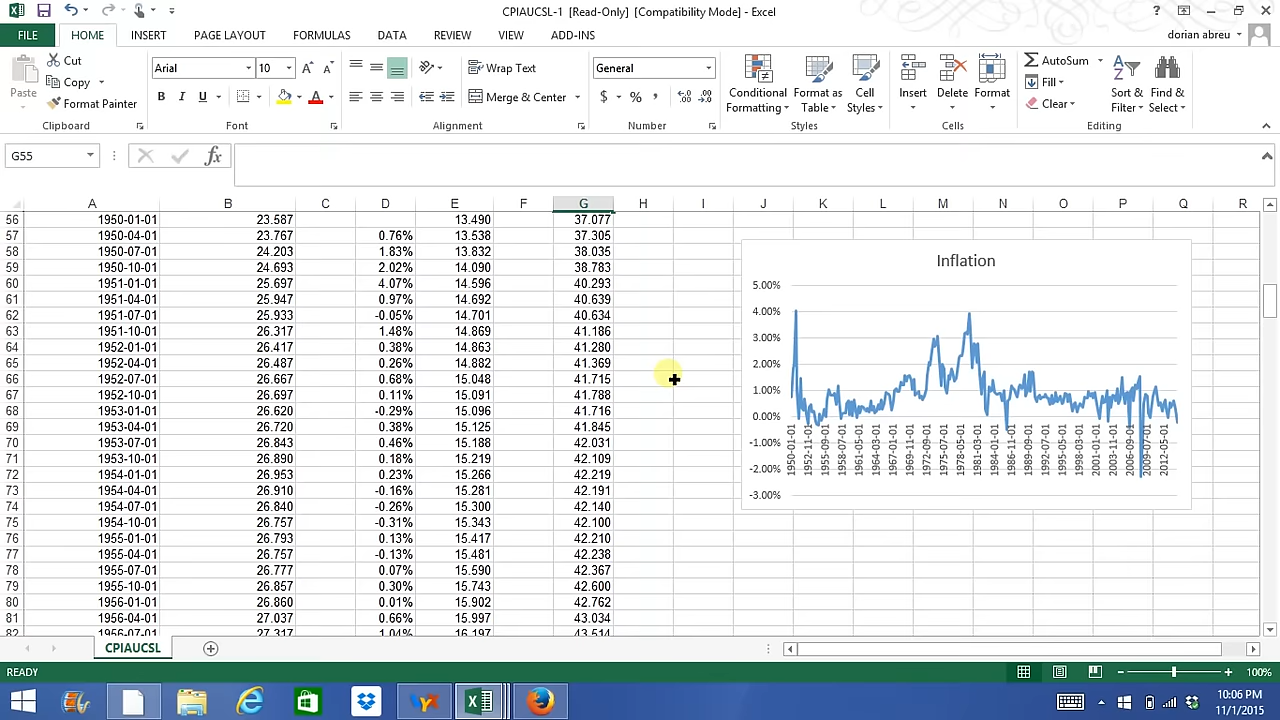 CPIAUCSL-1 [Read-Only] [Compatibility Mode] - Excel
?
FILE HOME INSERT PAGE LAYOUT FORMULAS DATA REVIEW VIEW ADD-INS dorian abreu
Paste Cut Copy Format Painter Clipboard
Arial 10 B I U Font
Wrap Text Merge & Center Alignment
General $ % , Number
Conditional Formatting Format as Table Cell Styles Styles
Insert Delete Format Cells
AutoSum Fill Clear Sort & Filter Find & Select Editing
G55 fx
A B C D E F G H I J K L M N O P Q R
56 1950-01-01 23.587 13.490 37.077
57 1950-04-01 23.767 0.76% 13.538 37.305
58 1950-07-01 24.203 1.83% 13.832 38.035
59 1950-10-01 24.693 2.02% 14.090 38.783
60 1951-01-01 25.697 4.07% 14.596 40.293
61 1951-04-01 25.947 0.97% 14.692 40.639
62 1951-07-01 25.933 -0.05% 14.701 40.634
63 1951-10-01 26.317 1.48% 14.869 41.186
64 1952-01-01 26.417 0.38% 14.863 41.280
65 1952-04-01 26.487 0.26% 14.882 41.369
66 1952-07-01 26.667 0.68% 15.048 41.715
67 1952-10-01 26.697 0.11% 15.091 41.788
68 1953-01-01 26.620 -0.29% 15.096 41.716
69 1953-04-01 26.720 0.38% 15.125 41.845
70 1953-07-01 26.843 0.46% 15.188 42.031
71 1953-10-01 26.890 0.18% 15.219 42.109
72 1954-01-01 26.953 0.23% 15.266 42.219
73 1954-04-01 26.910 -0.16% 15.281 42.191
74 1954-07-01 26.840 -0.26% 15.300 42.140
75 1954-10-01 26.757 -0.31% 15.343 42.100
76 1955-01-01 26.793 0.13% 15.417 42.210
77 1955-04-01 26.757 -0.13% 15.481 42.238
78 1955-07-01 26.777 0.07% 15.590 42.367
79 1955-10-01 26.857 0.30% 15.743 42.600
80 1956-01-01 26.860 0.01% 15.902 42.762
81 1956-04-01 27.037 0.66% 15.997 43.034
82 1956-07-01 27.317 1.04% 16.197 43.514
Inflation
5.00%
4.00%
3.00%
2.00%
1.00%
0.00%
-1.00%
-2.00%
-3.00%
1950-01-01
1952-11-01
1955-09-01
1958-07-01
1961-05-01
1964-03-01
1967-01-01
1969-11-01
1972-09-01
1975-07-01
1978-05-01
1981-03-01
1984-01-01
1986-11-01
1989-09-01
1992-07-01
1995-05-01
1998-03-01
2001-01-01
2003-11-01
2006-09-01
2009-07-01
2012-05-01
CPIAUCSL
READY 100%
10:06 PM
11/1/2015